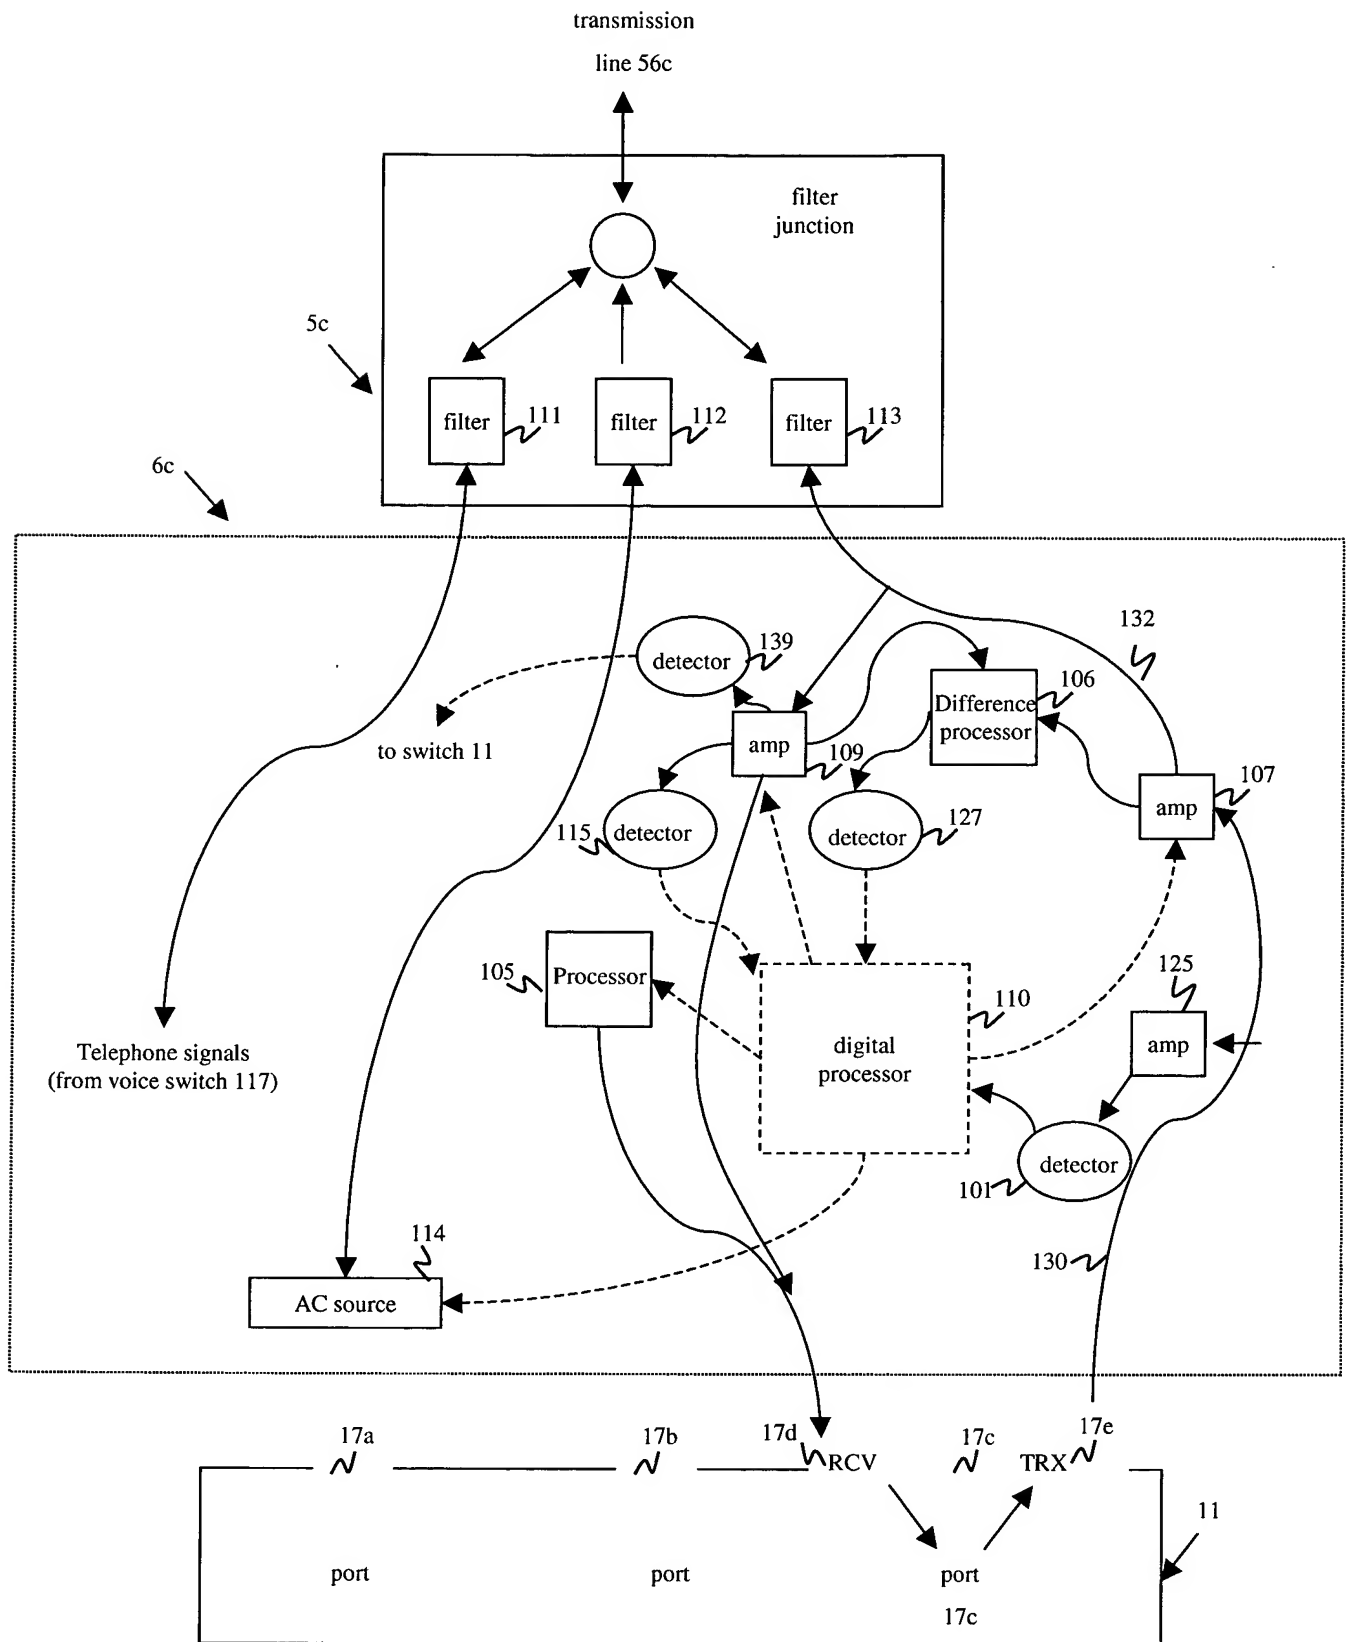 transmission
line 56c
filter
junction
5c
filter
111
filter
112
filter
113
6c
132
139
detector
106
Difference
processor
to switch 11
amp
109
107
amp
115
detector
127
detector
125
105
Processor
110
amp
digital
processor
Telephone signals
(from voice switch 117)
detector
101
114
130
AC source
17a
17b
17d
17c
17e
RCV
TRX
11
port
port
port
17c